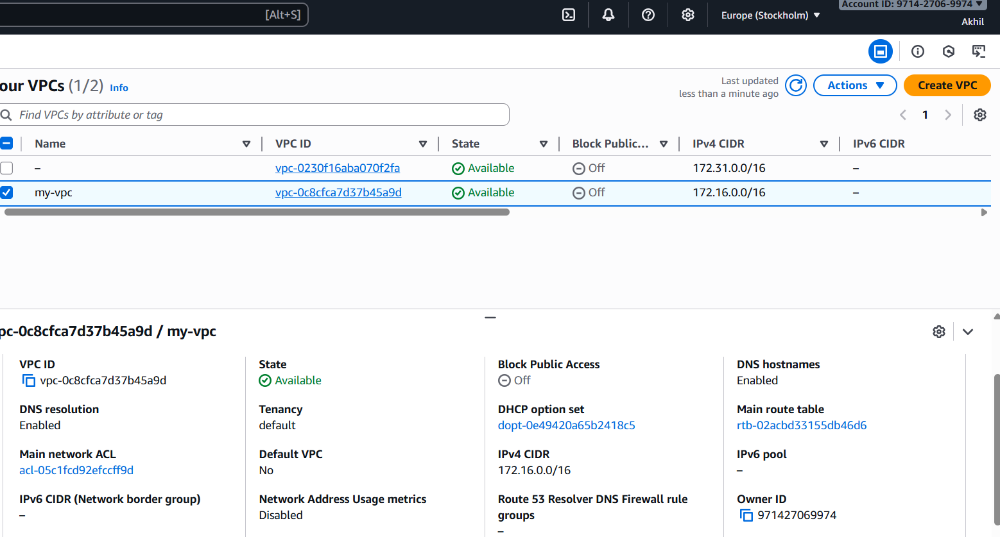 [Alt+S]
Europe (Stockholm)
Account ID: 9714-2706-9974
Akhil
our VPCs (1/2) Info
Last updated
less than a minute ago
Actions
Create VPC
Find VPCs by attribute or tag
1
Name VPC ID State Block Public... IPv4 CIDR IPv6 CIDR
– vpc-0230f16aba070f2fa Available Off 172.31.0.0/16 –
my-vpc vpc-0c8cfca7d37b45a9d Available Off 172.16.0.0/16 –
pc-0c8cfca7d37b45a9d / my-vpc
VPC ID
vpc-0c8cfca7d37b45a9d
State
Available
Block Public Access
Off
DNS hostnames
Enabled
DNS resolution
Enabled
Tenancy
default
DHCP option set
dopt-0e49420a65b2418c5
Main route table
rtb-02acbd33155db46d6
Main network ACL
acl-05c1fcd92efccff9d
Default VPC
No
IPv4 CIDR
172.16.0.0/16
IPv6 pool
–
IPv6 CIDR (Network border group)
–
Network Address Usage metrics
Disabled
Route 53 Resolver DNS Firewall rule
groups
–
Owner ID
971427069974